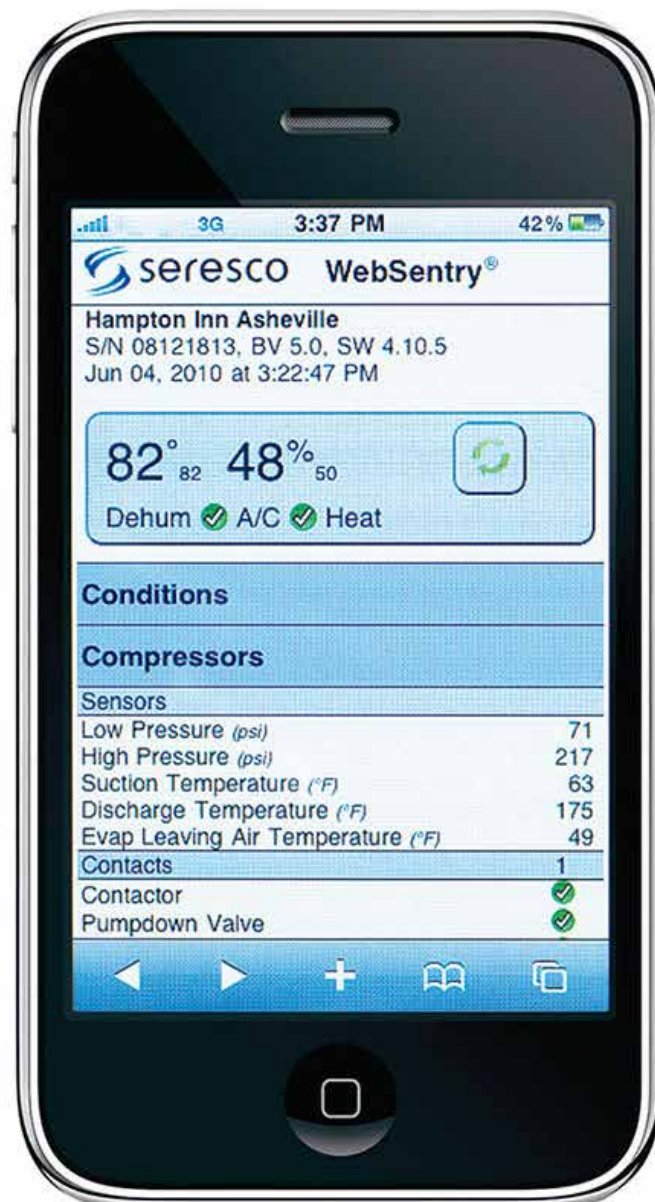 3G 3:37 PM 42%
seresco WebSentry®
Hampton Inn Asheville
S/N 08121813, BV 5.0, SW 4.10.5
Jun 04, 2010 at 3:22:47 PM
82° 82 48% 50
Dehum A/C Heat
Conditions
Compressors
Sensors
Low Pressure (psi) 71
High Pressure (psi) 217
Suction Temperature (°F) 63
Discharge Temperature (°F) 175
Evap Leaving Air Temperature (°F) 49
Contacts 1
Contactor
Pumpdown Valve